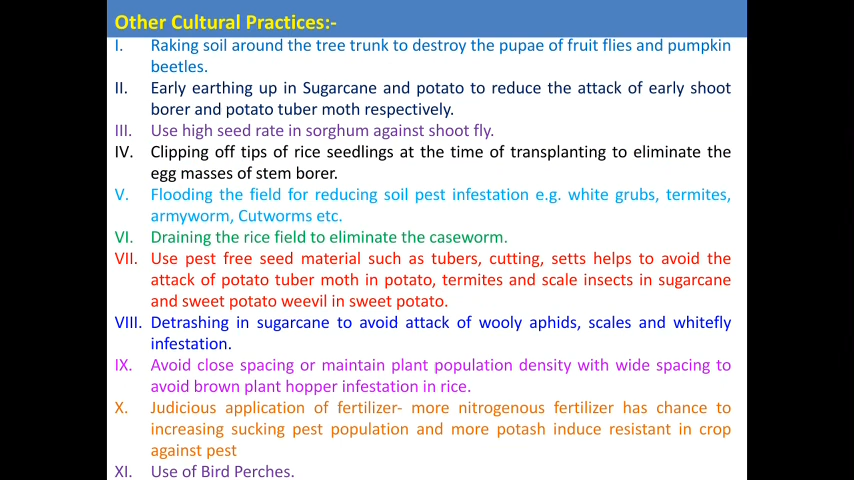 Other Cultural Practices:-
I. Raking soil around the tree trunk to destroy the pupae of fruit flies and pumpkin
beetles.
II. Early earthing up in Sugarcane and potato to reduce the attack of early shoot
borer and potato tuber moth respectively.
III. Use high seed rate in sorghum against shoot fly.
IV. Clipping off tips of rice seedlings at the time of transplanting to eliminate the
egg masses of stem borer.
V. Flooding the field for reducing soil pest infestation e.g. white grubs, termites,
armyworm, Cutworms etc.
VI. Draining the rice field to eliminate the caseworm.
VII. Use pest free seed material such as tubers, cutting, setts helps to avoid the
attack of potato tuber moth in potato, termites and scale insects in sugarcane
and sweet potato weevil in sweet potato.
VIII. Detrashing in sugarcane to avoid attack of wooly aphids, scales and whitefly
infestation.
IX. Avoid close spacing or maintain plant population density with wide spacing to
avoid brown plant hopper infestation in rice.
X. Judicious application of fertilizer- more nitrogenous fertilizer has chance to
increasing sucking pest population and more potash induce resistant in crop
against pest
XI. Use of Bird Perches.